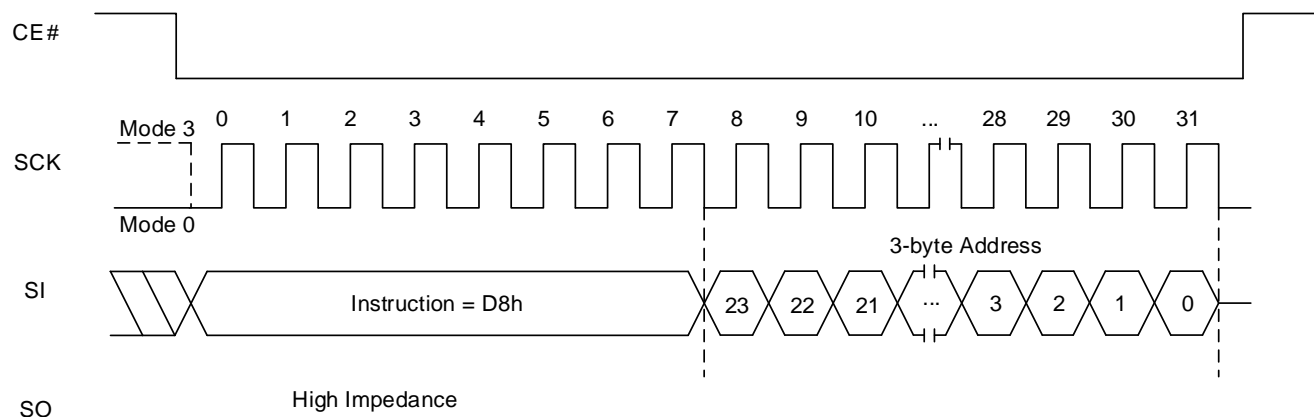 CE#
Mode 3
0 1 2 3 4 5 6 7 8 9 10 ... 28 29 30 31
SCK
Mode 0
3-byte Address
SI
Instruction = D8h
23 22 21 ... 3 2 1 0
High Impedance
SO